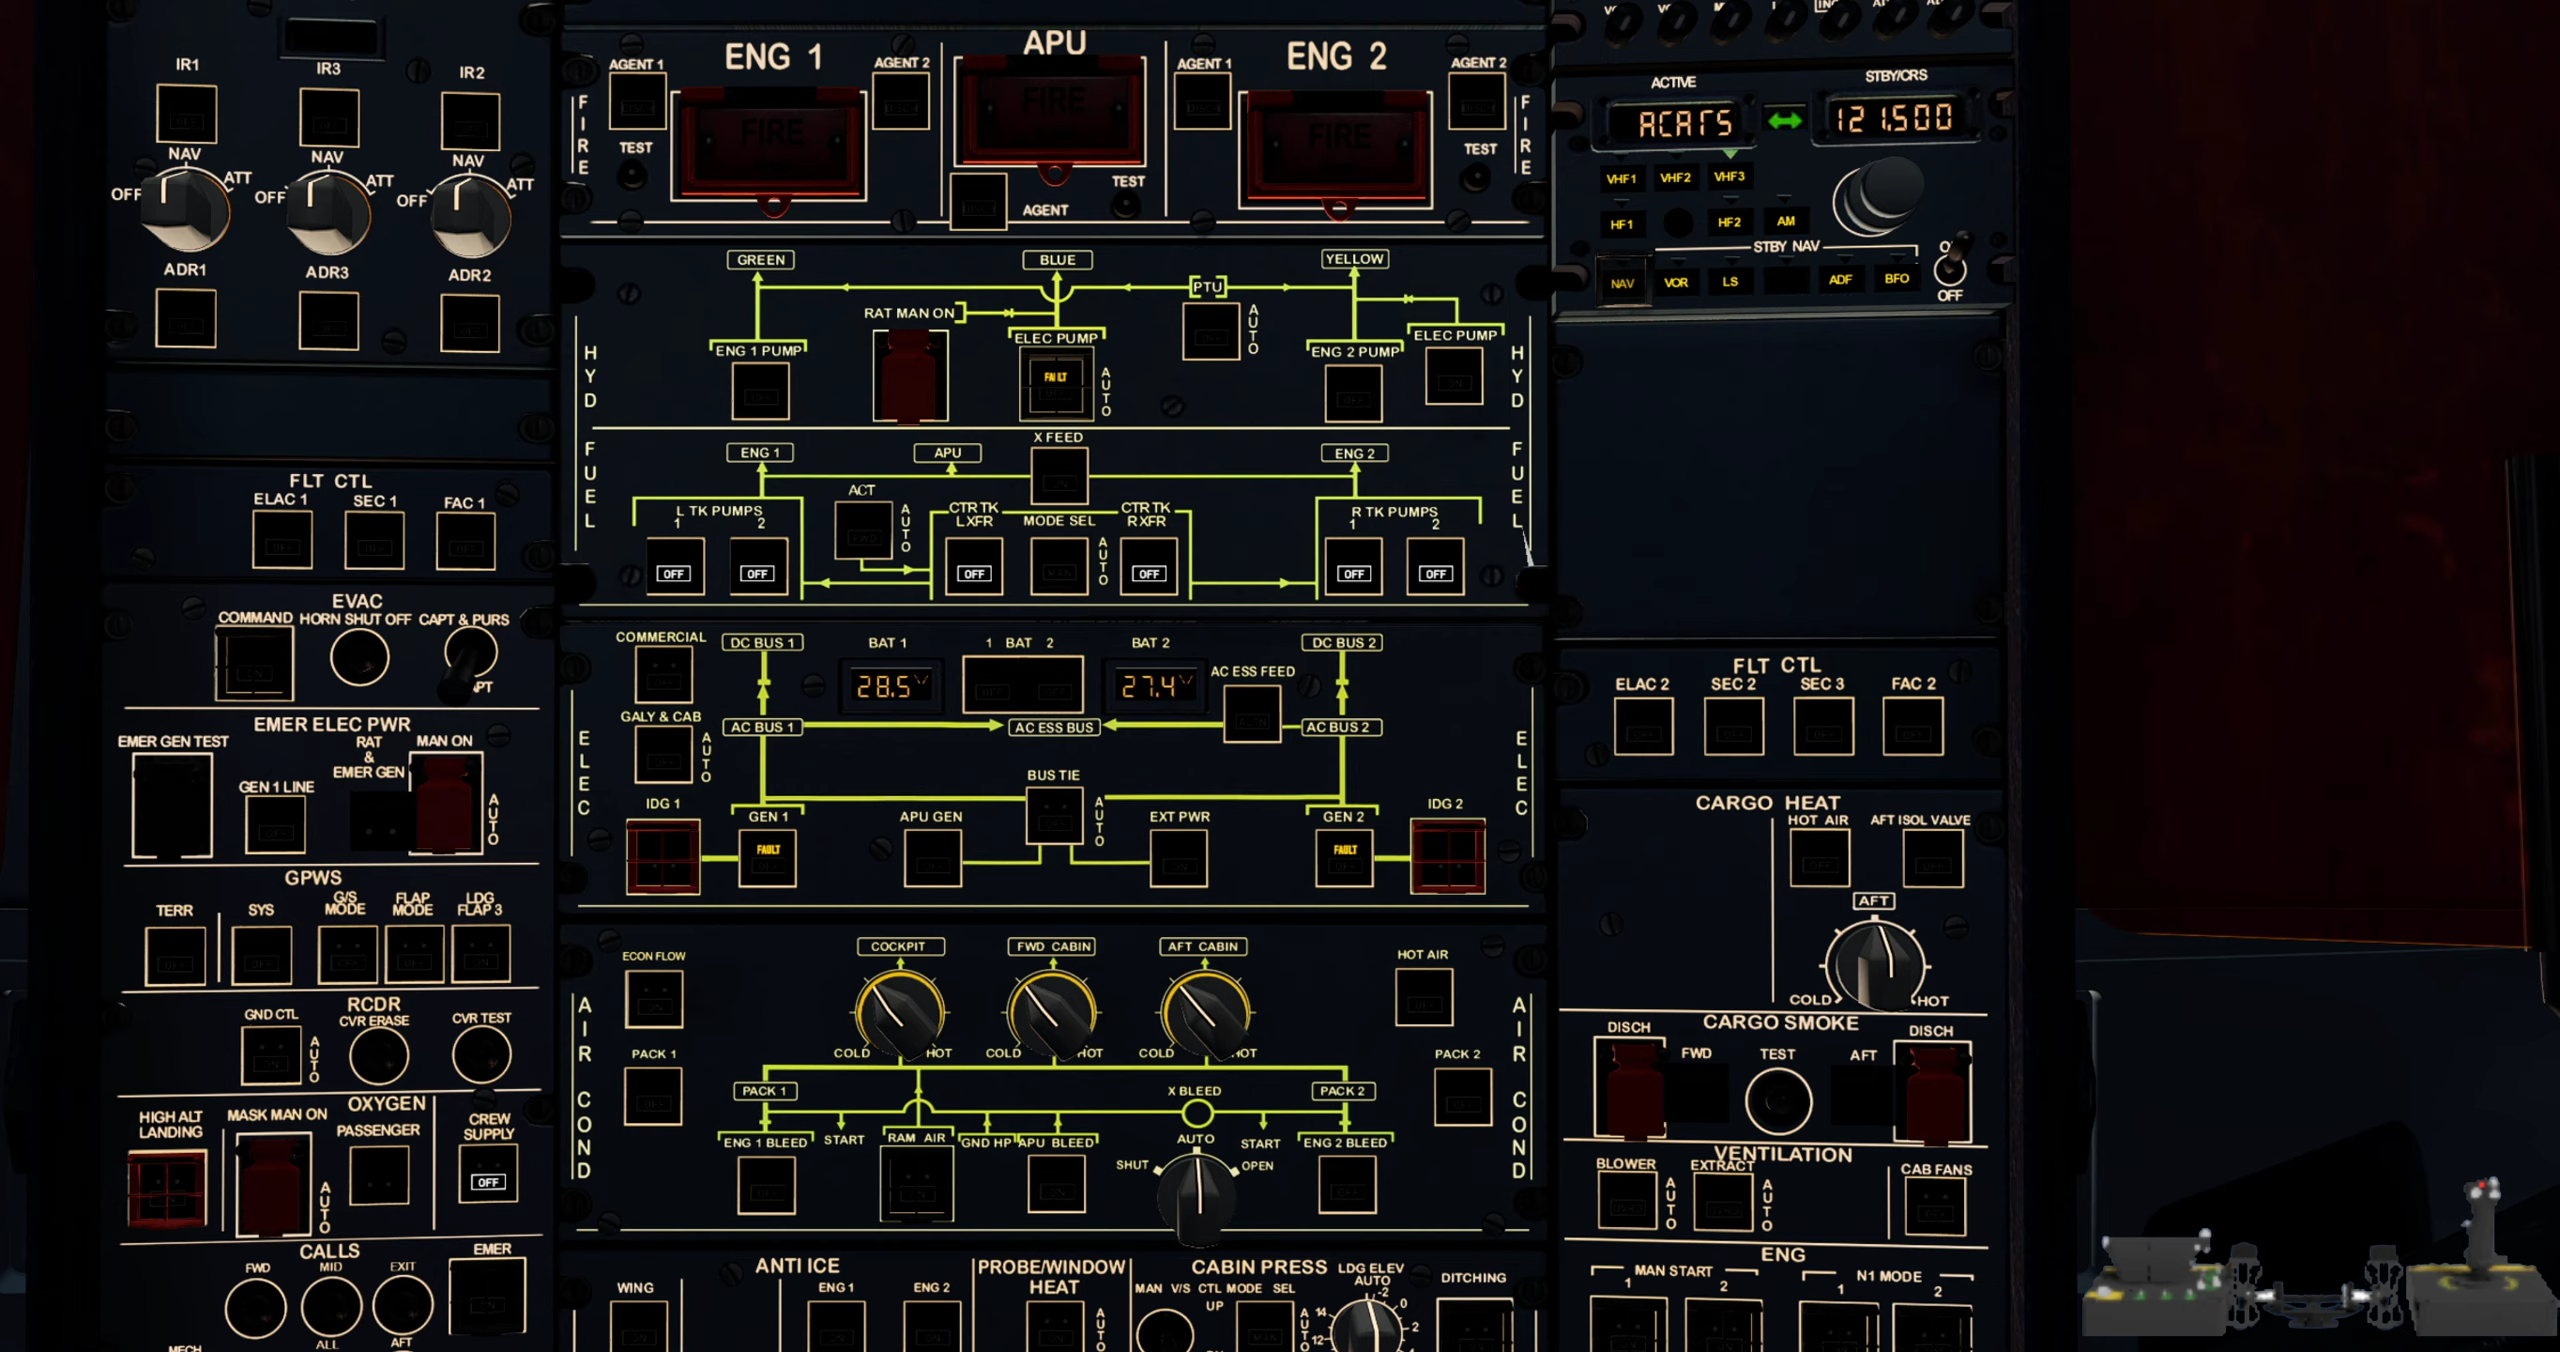 IR1
IR3
IR2
NAV
NAV
NAV
OFF
ATT
OFF
ATT
OFF
ATT
ADR1
ADR3
ADR2
FLT CTL
ELAC 1
SEC 1
FAC 1
EVAC
COMMAND
HORN SHUT OFF
CAPT & PURS
EMER ELEC PWR
EMER GEN TEST
GEN 1 LINE
RAT
&
EMER GEN
MAN ON
AUTO
GPWS
TERR
SYS
G/S
MODE
FLAP
MODE
LDG
FLAP 3
RCDR
GND CTL
AUTO
CVR ERASE
CVR TEST
OXYGEN
HIGH ALT
LANDING
MASK MAN ON
AUTO
PASSENGER
CREW
SUPPLY
OFF
CALLS
FWD
MID
EXIT
EMER
ALL
AFT
MECH
FIRE
AGENT 1
ENG 1
AGENT 2
TEST
FIRE
APU
FIRE
AGENT
TEST
AGENT 1
ENG 2
AGENT 2
FIRE
TEST
FIRE
HYD
GREEN
BLUE
YELLOW
PTU
AUTO
RAT MAN ON
ENG 1 PUMP
ELEC PUMP
FAULT
AUTO
ENG 2 PUMP
ELEC PUMP
HYD
FUEL
ENG 1
APU
X FEED
ENG 2
FUEL
L TK PUMPS
1
2
ACT
AUTO
CTR TK
L XFR
MODE SEL
AUTO
CTR TK
R XFR
R TK PUMPS
1
2
OFF
OFF
OFF
OFF
OFF
OFF
ELEC
COMMERCIAL
DC BUS 1
BAT 1
28.5V
1 BAT 2
BAT 2
27.4V
AC ESS FEED
DC BUS 2
GALY & CAB
AUTO
AC BUS 1
AC ESS BUS
AC BUS 2
BUS TIE
AUTO
IDG 1
GEN 1
FAULT
APU GEN
EXT PWR
GEN 2
FAULT
IDG 2
ELEC
AIR COND
ECON FLOW
COCKPIT
FWD CABIN
AFT CABIN
HOT AIR
COLD
HOT
COLD
HOT
COLD
HOT
PACK 1
PACK 2
PACK 1
X BLEED
PACK 2
ENG 1 BLEED
START
RAM AIR
GND HP
APU BLEED
AUTO
SHUT
OPEN
START
ENG 2 BLEED
AIR COND
ANTI ICE
WING
ENG 1
ENG 2
PROBE/WINDOW
HEAT
AUTO
CABIN PRESS
MAN V/S CTL
UP
MODE SEL
LDG ELEV
AUTO
-2
0
2
14
12
DITCHING
ACTIVE
STBY/CRS
ACARS
121.500
VHF1
VHF2
VHF3
HF1
HF2
AM
STBY NAV
NAV
VOR
LS
ADF
BFO
OFF
FLT CTL
ELAC 2
SEC 2
SEC 3
FAC 2
CARGO HEAT
HOT AIR
AFT ISOL VALVE
AFT
COLD
HOT
CARGO SMOKE
DISCH
FWD
TEST
AFT
DISCH
VENTILATION
BLOWER
AUTO
EXTRACT
AUTO
CAB FANS
ENG
MAN START
1
2
N1 MODE
1
2